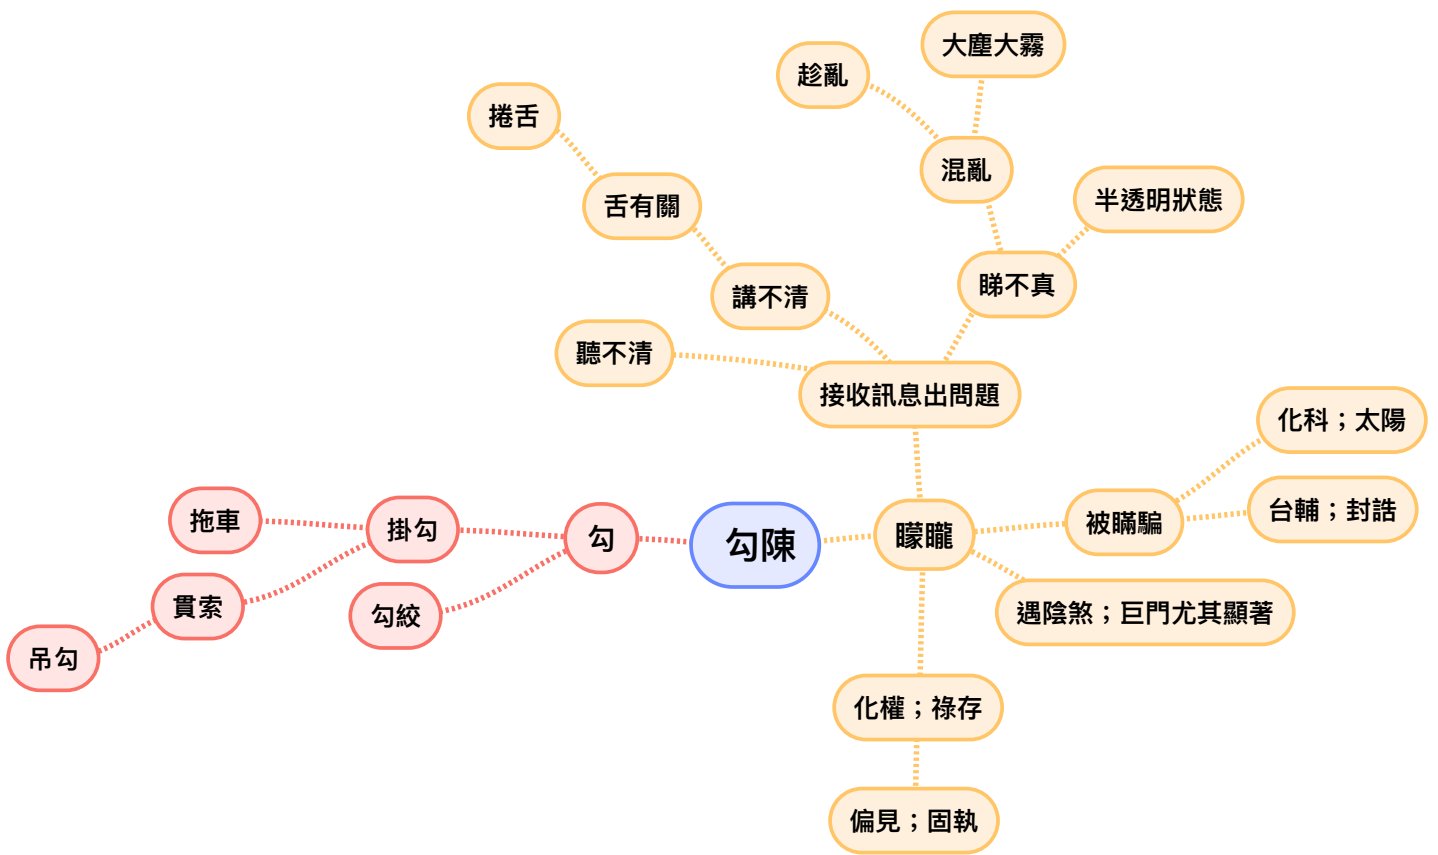 大塵大霧
趁亂
捲舌
混亂
半透明狀態
舌有關
睇不真
講不清
聽不清
接收訊息出問題
化科；太陽
台輔；封誥
拖車
掛勾
勾
勾陳
矇矓
被瞞騙
貫索
勾絞
遇陰煞；巨門尤其顯著
吊勾
化權；祿存
偏見；固執